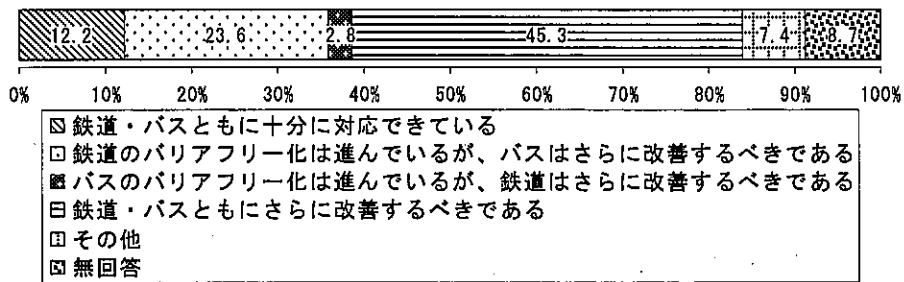 12.2 23.6 2.8 45.3 7.4 8.7
0% 10% 20% 30% 40% 50% 60% 70% 80% 90% 100%
鉄道・バスともに十分に対応できている
鉄道のバリアフリー化は進んでいるが、バスはさらに改善するべきである
バスのバリアフリー化は進んでいるが、鉄道はさらに改善するべきである
鉄道・バスともにさらに改善するべきである
その他
無回答